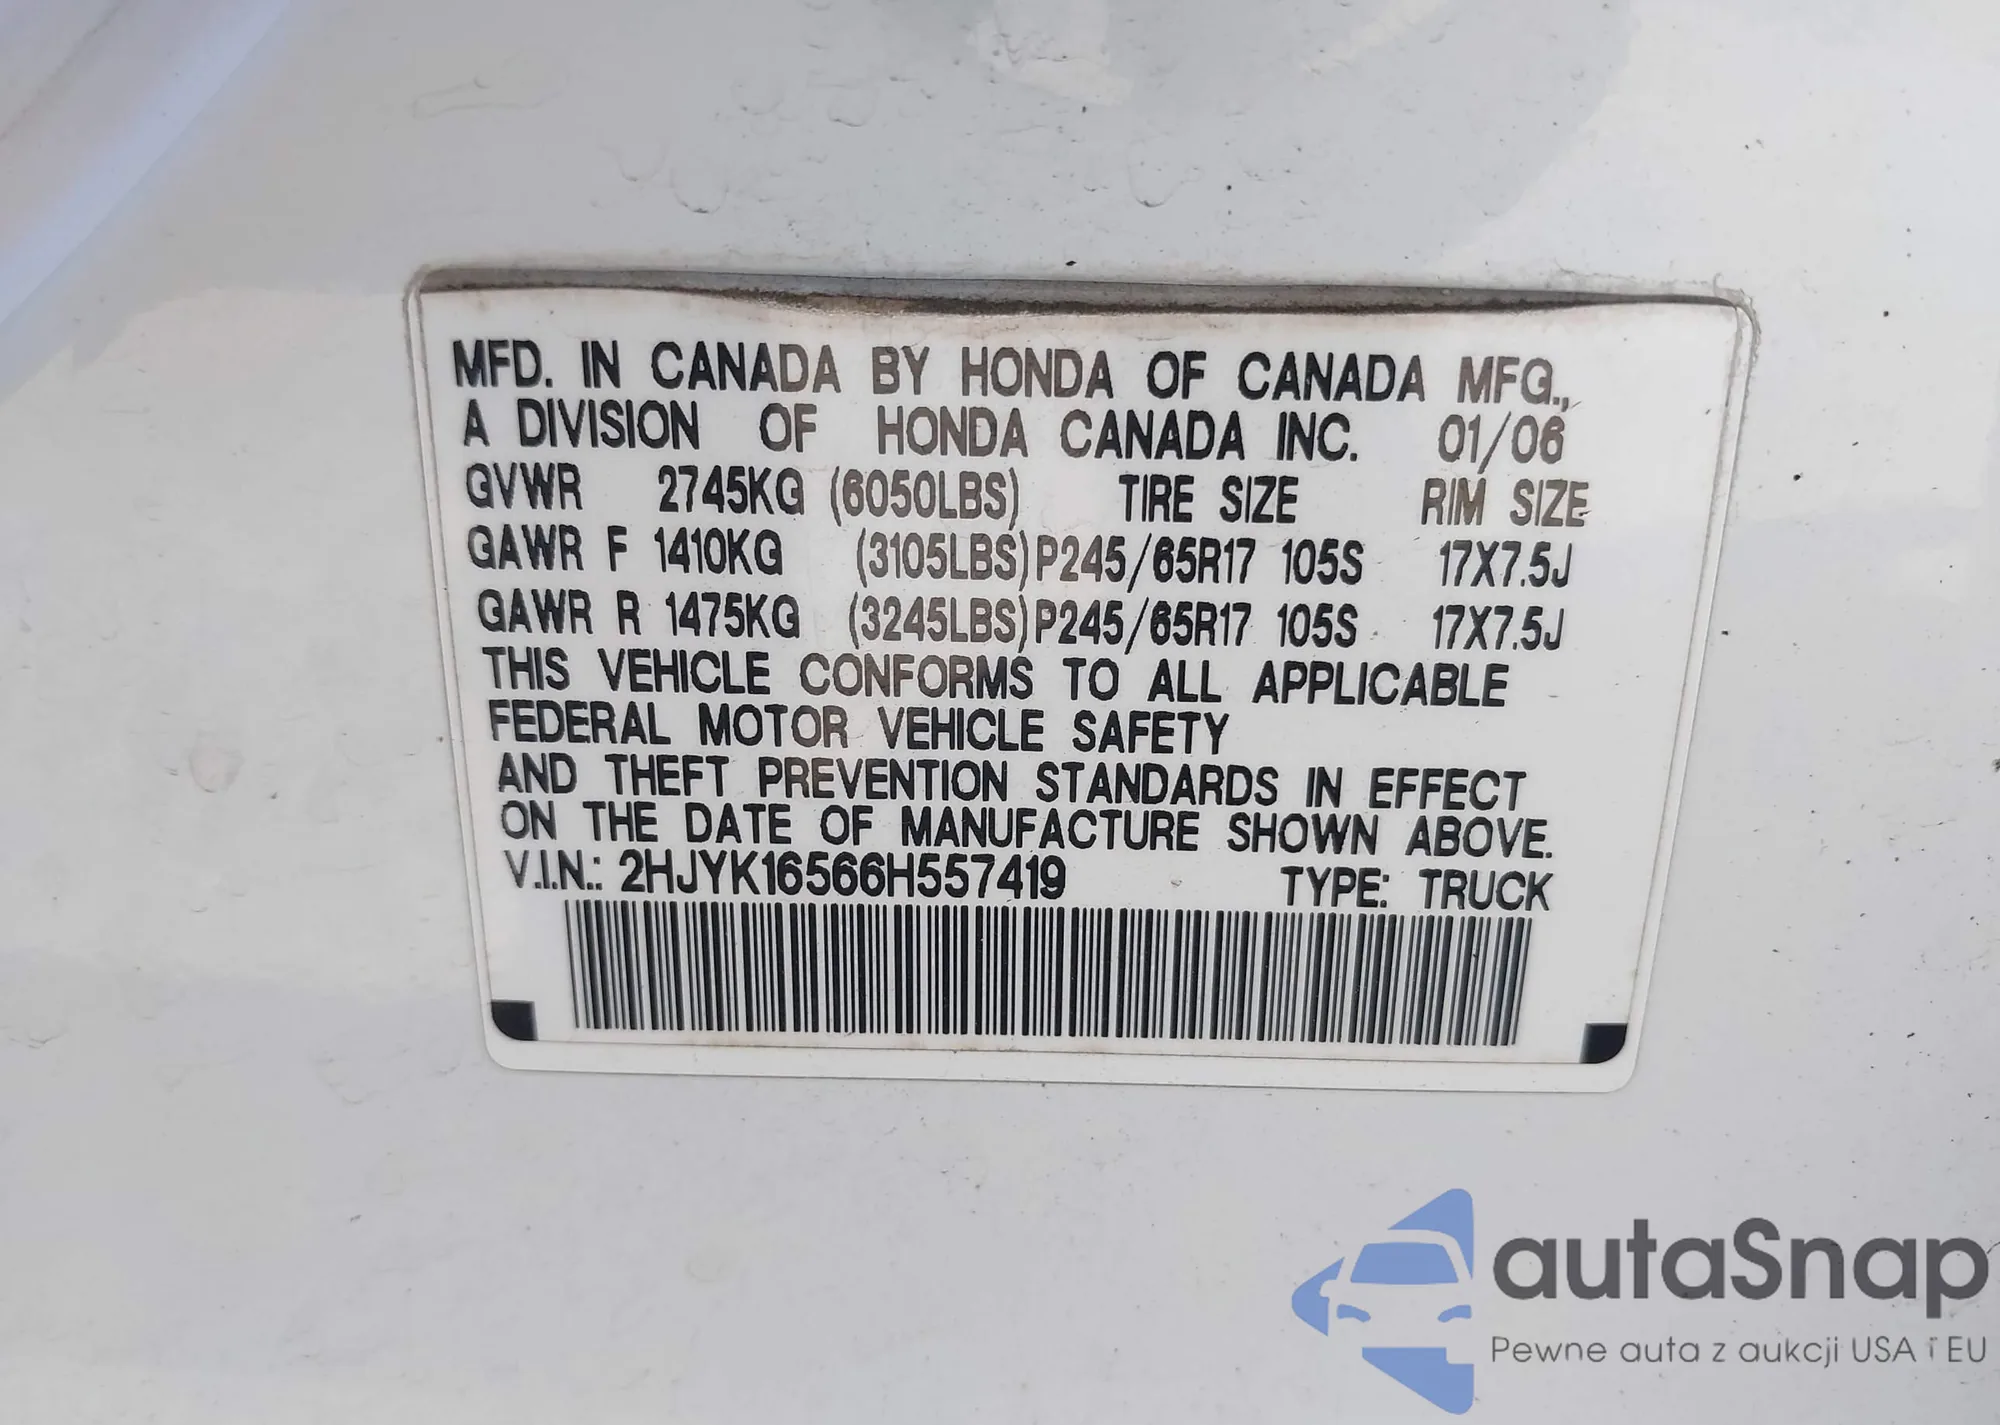 MFD. IN CANADA BY HONDA OF CANADA MFG.,
A DIVISION OF HONDA CANADA INC. 01/06
GVWR 2745KG (6050LBS) TIRE SIZE RIM SIZE
GAWR F 1410KG (3105LBS) P245/65R17 105S 17X7.5J
GAWR R 1475KG (3245LBS) P245/65R17 105S 17X7.5J
THIS VEHICLE CONFORMS TO ALL APPLICABLE
FEDERAL MOTOR VEHICLE SAFETY
AND THEFT PREVENTION STANDARDS IN EFFECT
ON THE DATE OF MANUFACTURE SHOWN ABOVE.
V.I.N.: 2HJYK16566H557419 TYPE: TRUCK
autaSnap
Pewne auta z aukcji USA i EU